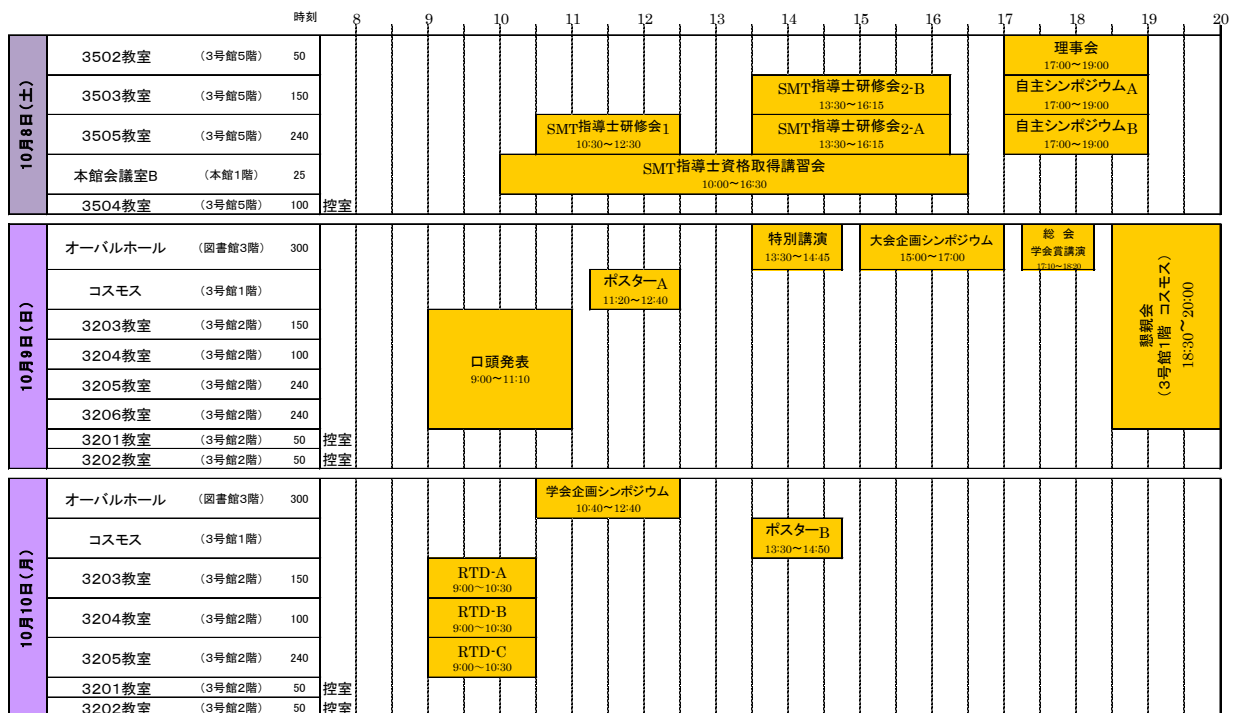 時刻 8 9 10 11 12 13 14 15 16 17 18 19 20
10月8日(土)
3502教室 (3号館5階) 50
理事会
17:00~19:00
3503教室 (3号館5階) 150
SMT指導士研修会2-B
13:30~16:15
自主シンポジウムA
17:00~19:00
3505教室 (3号館5階) 240
SMT指導士研修会1
10:30~12:30
SMT指導士研修会2-A
13:30~16:15
自主シンポジウムB
17:00~19:00
本館会議室B (本館1階) 25
SMT指導士資格取得講習会
10:00~16:30
3504教室 (3号館5階) 100 控室
10月9日(日)
オーバルホール (図書館3階) 300
特別講演
13:30~14:45
大会企画シンポジウム
15:00~17:00
総 会
学会賞講演
17:10~18:20
コスモス (3号館1階)
ポスターA
11:20~12:40
3203教室 (3号館2階) 150
3204教室 (3号館2階) 100
3205教室 (3号館2階) 240
3206教室 (3号館2階) 240
口頭発表
9:00~11:10
懇親会
(3号館1階 コスモス)
18:30~20:00
3201教室 (3号館2階) 50 控室
3202教室 (3号館2階) 50 控室
10月10日(月)
オーバルホール (図書館3階) 300
学会企画シンポジウム
10:40~12:40
コスモス (3号館1階)
ポスターB
13:30~14:50
3203教室 (3号館2階) 150
RTD-A
9:00~10:30
3204教室 (3号館2階) 100
RTD-B
9:00~10:30
3205教室 (3号館2階) 240
RTD-C
9:00~10:30
3201教室 (3号館2階) 50 控室
3202教室 (3号館2階) 50 控室